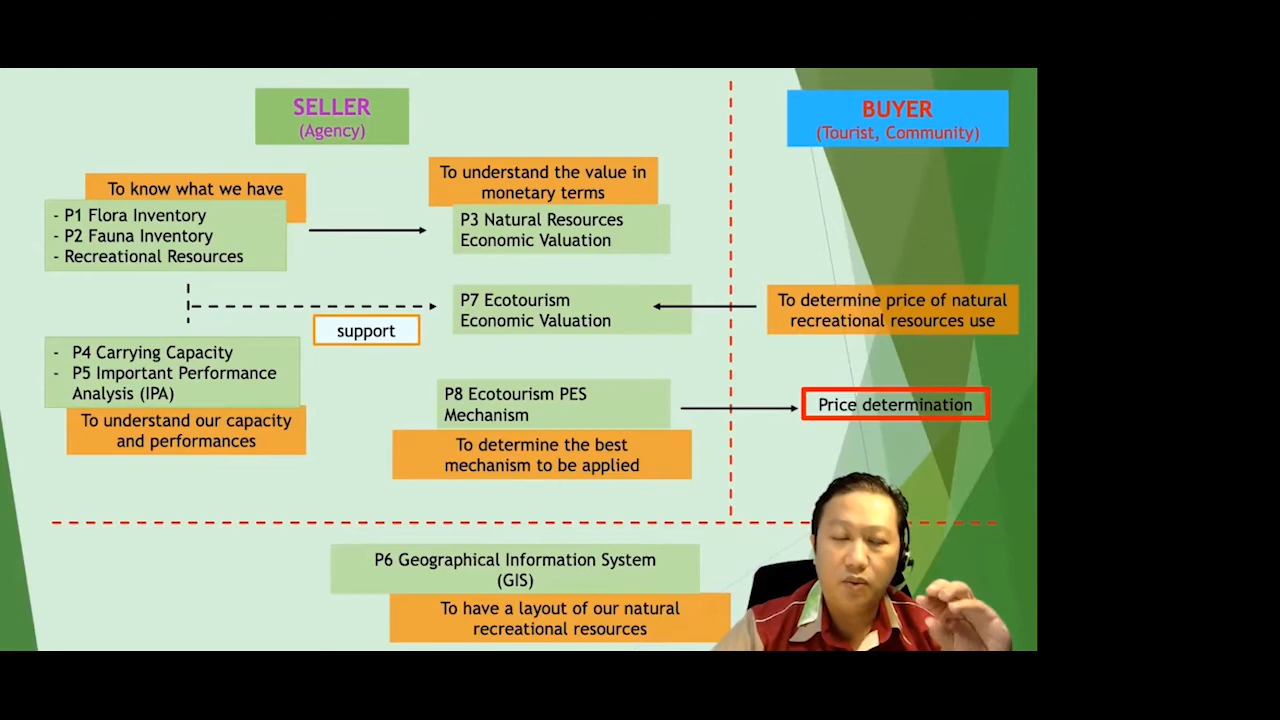 SELLER
(Agency)
BUYER
(Tourist, Community)
To know what we have
- P1 Flora Inventory
- P2 Fauna Inventory
- Recreational Resources
To understand the value in
monetary terms
P3 Natural Resources
Economic Valuation
P7 Ecotourism
Economic Valuation
To determine price of natural
recreational resources use
support
- P4 Carrying Capacity
- P5 Important Performance
Analysis (IPA)
To understand our capacity
and performances
P8 Ecotourism PES
Mechanism
To determine the best
mechanism to be applied
Price determination
P6 Geographical Information System
(GIS)
To have a layout of our natural
recreational resources